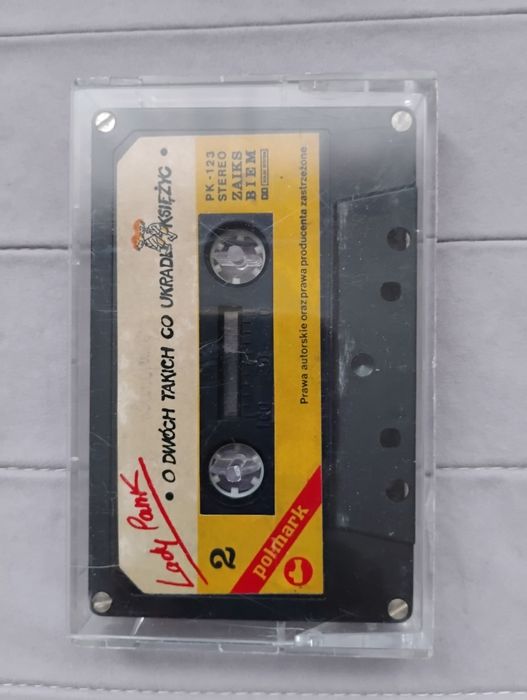 Lady Pank
• O DWÓCH TAKICH CO UKRADLI KSIĘŻYC •
2
PK-123
STEREO
ZAIKS
BIEM
polmark
Prawa autorskie oraz prawa producenta zastrzeżone